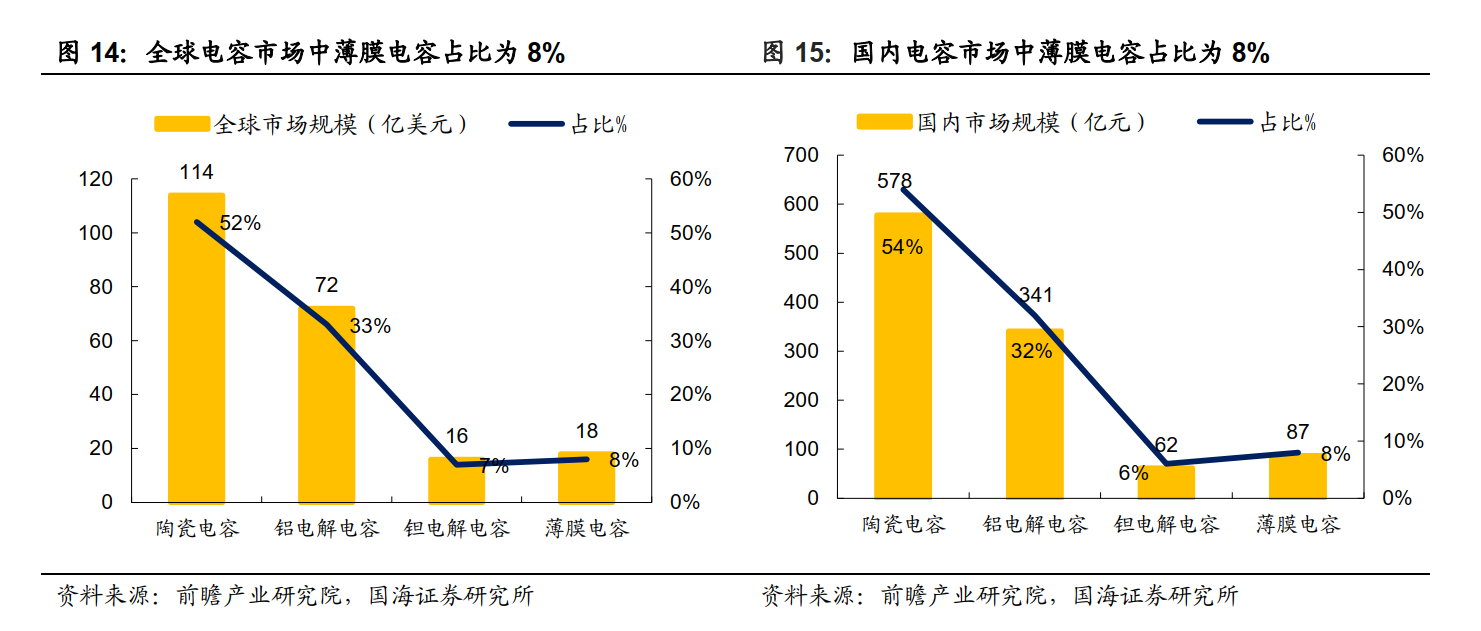 图 14：全球电容市场中薄膜电容占比为 8%
全球市场规模（亿美元） 占比%
120 114 60%
100 52% 50%
80 72 40%
60 33% 30%
40 20%
20 16 18 10%
7% 8%
0 0%
陶瓷电容 铝电解电容 钽电解电容 薄膜电容
资料来源：前瞻产业研究院，国海证券研究所
图 15：国内电容市场中薄膜电容占比为 8%
国内市场规模（亿元） 占比%
700 60%
578
600 50%
54%
500
400 341 40%
300 32% 30%
200 20%
100 62 87 10%
6% 8%
0 0%
陶瓷电容 铝电解电容 钽电解电容 薄膜电容
资料来源：前瞻产业研究院，国海证券研究所